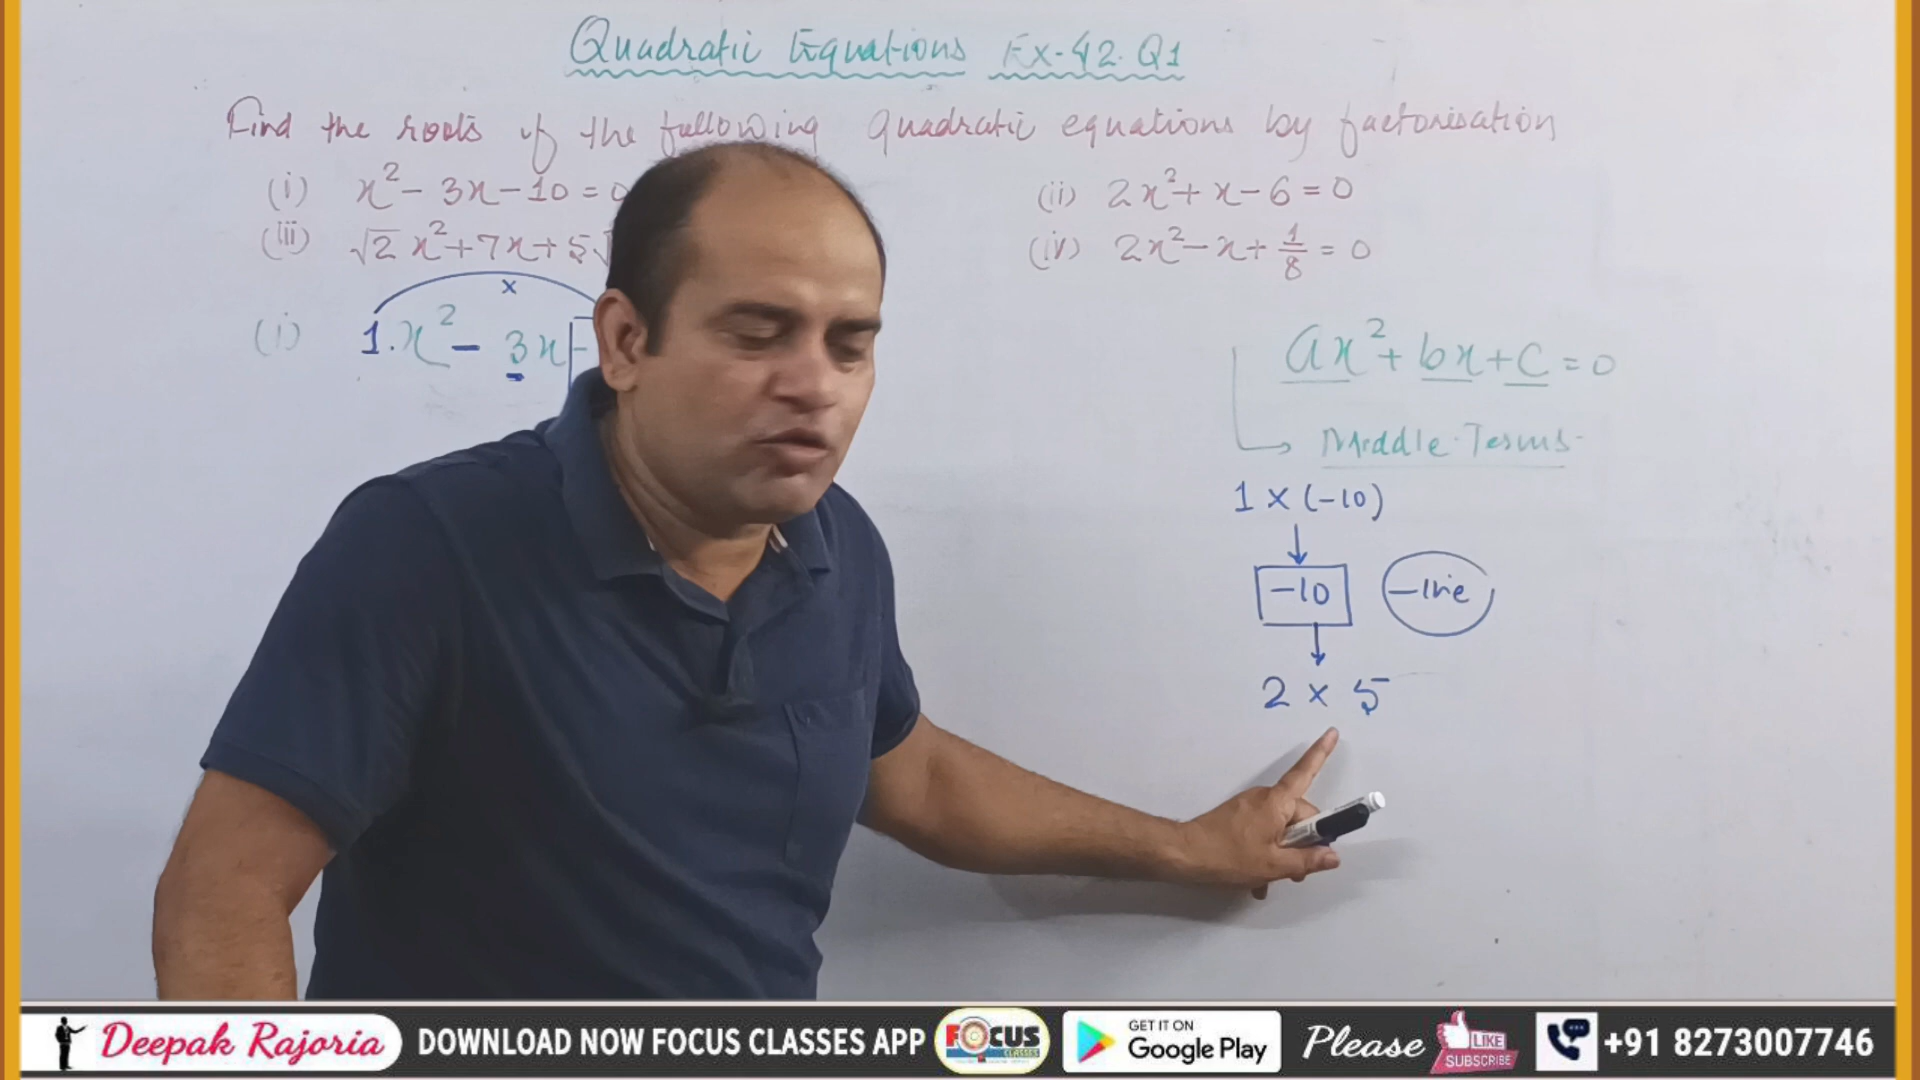 Quadratic Equations Ex-4.2. Q1
Find the roots of the following quadratic equations by factorisation
(i) x² - 3x - 10 = 0
(ii) 2x² + x - 6 = 0
(iii) √2 x² + 7x + 5√
(iv) 2x² - x + 1/8 = 0
x
(i) 1.x² - 3x -
ax² + bx + c = 0
Middle Terms
1 x (-10)
-10
-ive
2 x 5
Deepak Rajoria
DOWNLOAD NOW FOCUS CLASSES APP
FOCUS
CLASSES
GET IT ON
Google Play
Please
LIKE
SUBSCRIBE
+91 8273007746